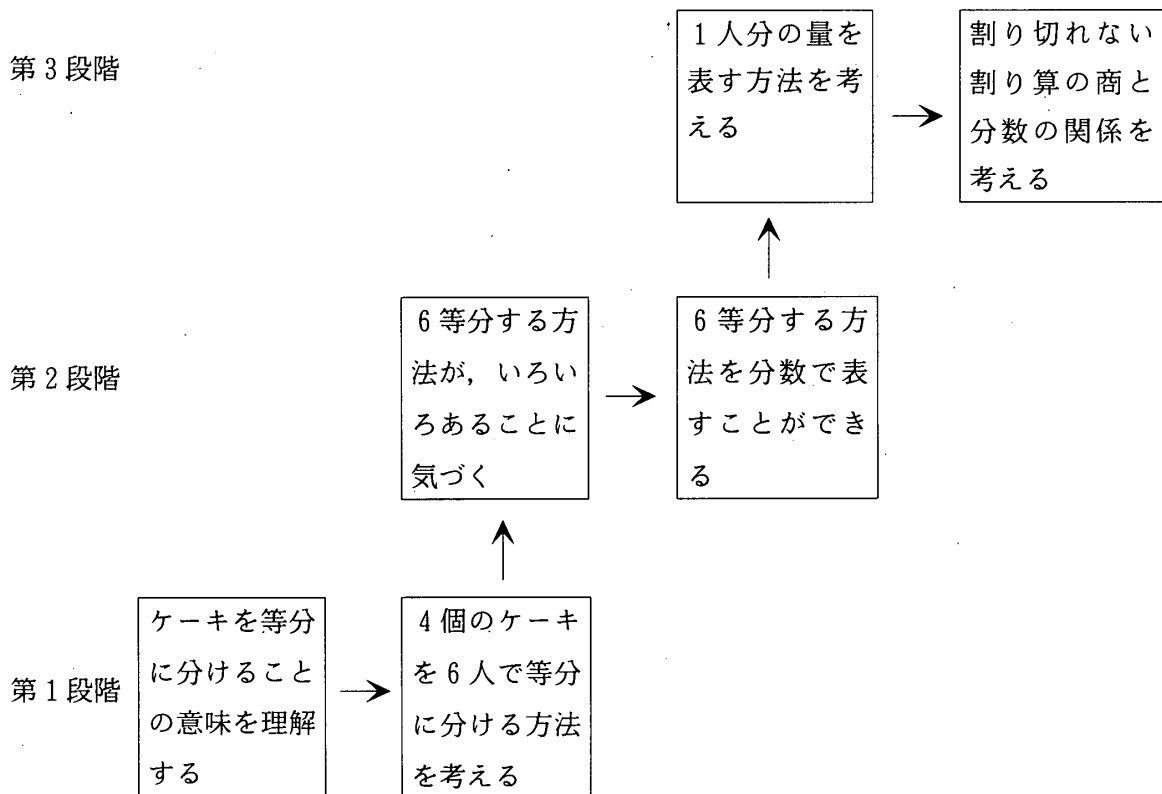 第3段階
1人分の量を
表す方法を考
える
割り切れない
割り算の商と
分数の関係を
考える
第2段階
6等分する方
法が，いろい
ろあることに
気づく
6等分する方
法を分数で表
すことができ
る
第1段階
ケーキを等分
に分けること
の意味を理解
する
4個のケーキ
を6人で等分
に分ける方法
を考える